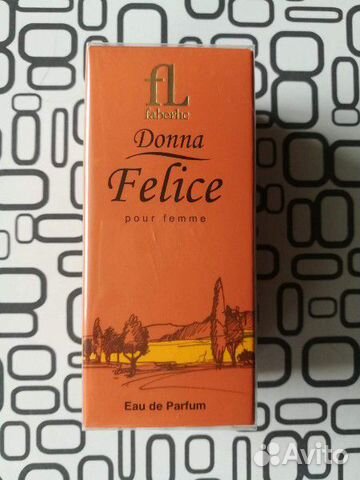 fL
faberlic
Donna
Felice
pour femme
Eau de Parfum
Avito